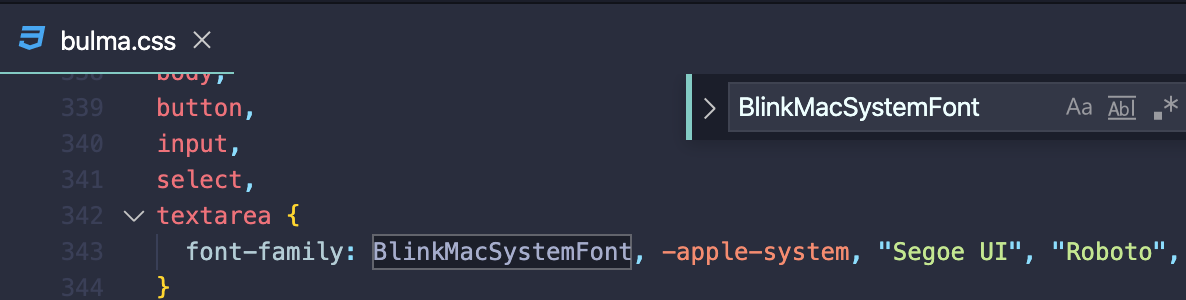 bulma.css
BlinkMacSystemFont Aa Abl .*
338 body,
339 button,
340 input,
341 select,
342 textarea {
343 font-family: BlinkMacSystemFont, -apple-system, "Segoe UI", "Roboto",
344 }